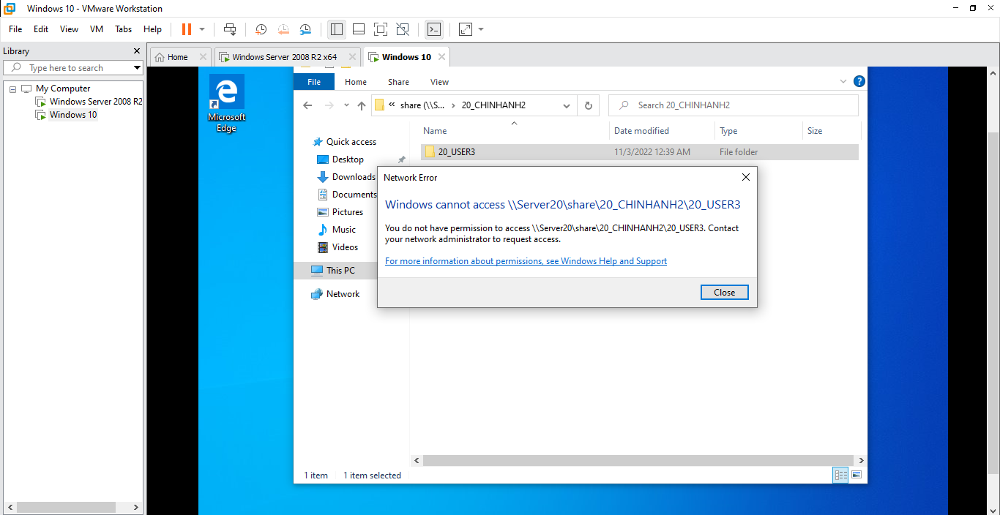 Windows 10 - VMware Workstation
File Edit View VM Tabs Help
Library
Type here to search
My Computer
Windows Server 2008 R2
Windows 10
Home
Windows Server 2008 R2 x64
Windows 10
Microsoft
Edge
File Home Share View
« share (\\S... › 20_CHINHANH2
Search 20_CHINHANH2
Name Date modified Type Size
20_USER3 11/3/2022 12:39 AM File folder
Quick access
Desktop
Downloads
Documents
Pictures
Music
Videos
This PC
Network
Network Error
Windows cannot access \\Server20\share\20_CHINHANH2\20_USER3
You do not have permission to access \\Server20\share\20_CHINHANH2\20_USER3. Contact
your network administrator to request access.
For more information about permissions, see Windows Help and Support
Close
1 item 1 item selected